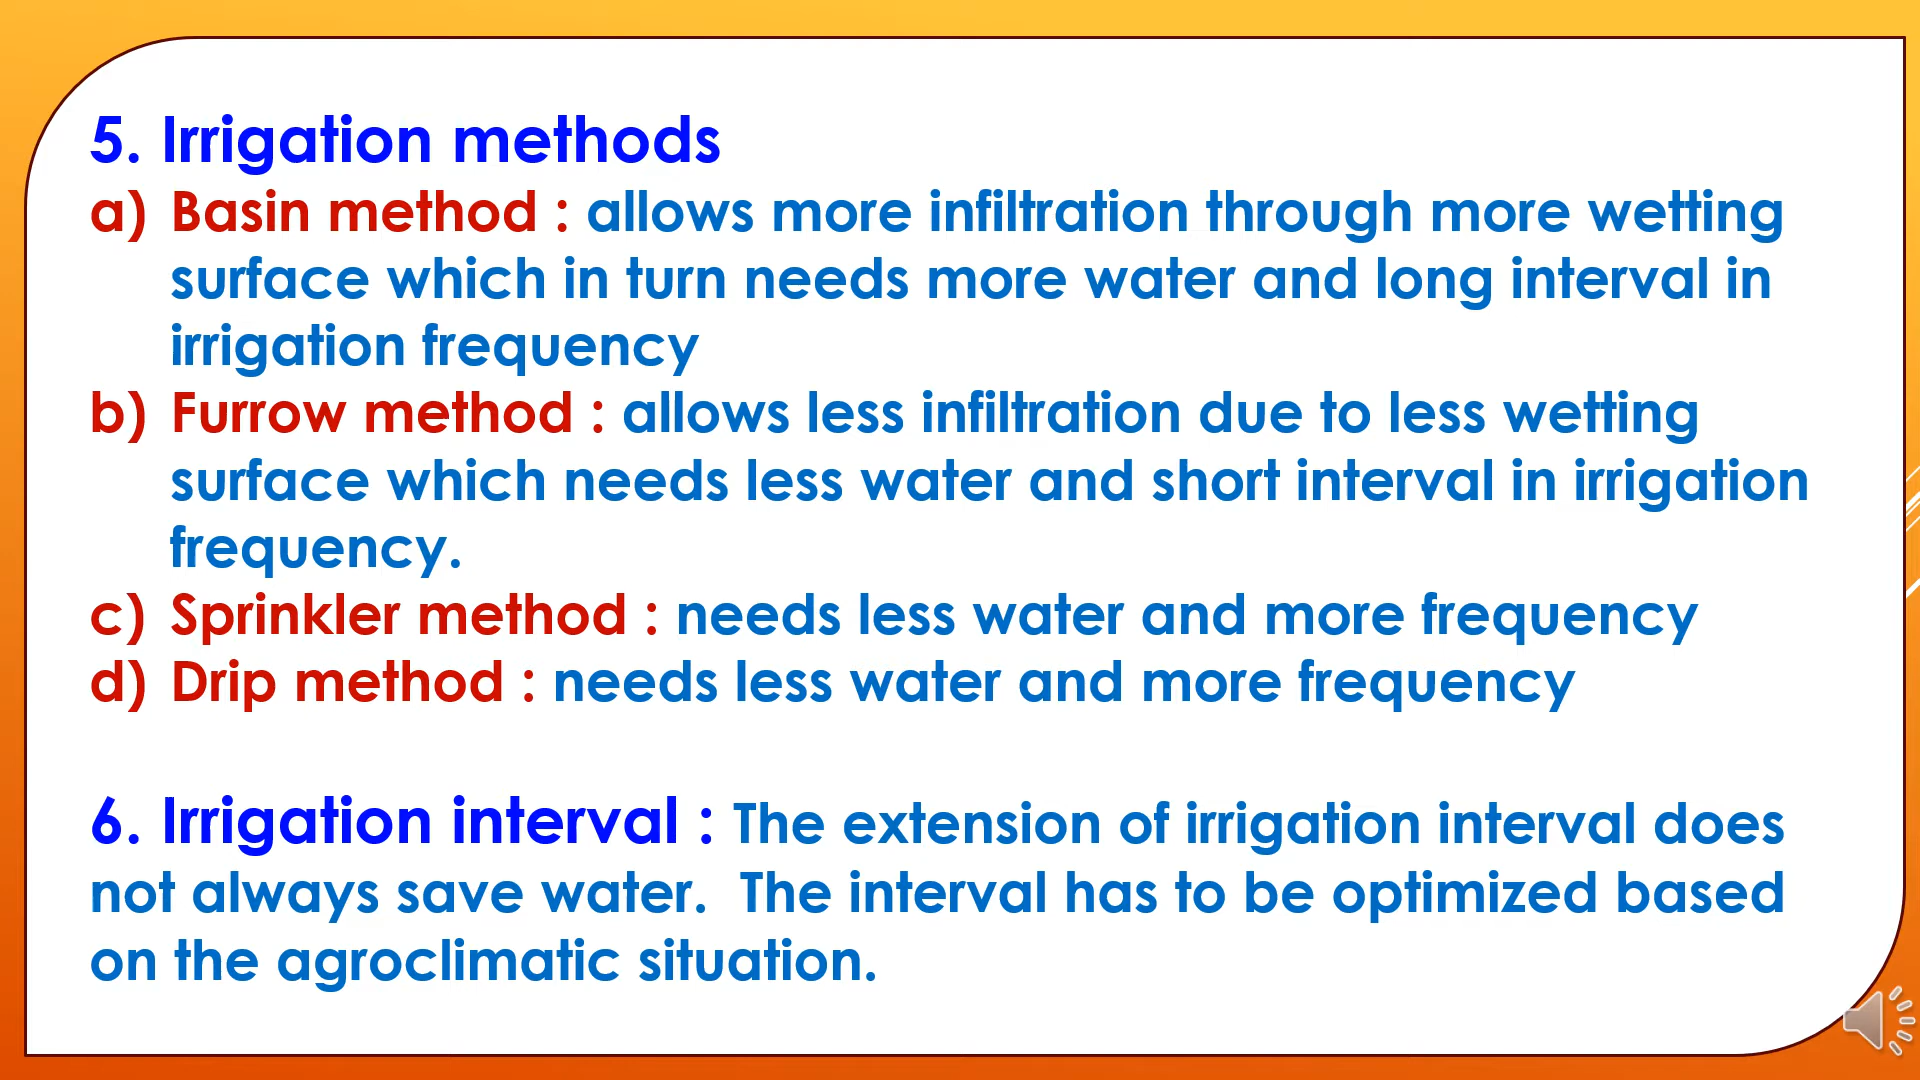 5. Irrigation methods
a) Basin method : allows more infiltration through more wetting
surface which in turn needs more water and long interval in
irrigation frequency
b) Furrow method : allows less infiltration due to less wetting
surface which needs less water and short interval in irrigation
frequency.
c) Sprinkler method : needs less water and more frequency
d) Drip method : needs less water and more frequency
6. Irrigation interval : The extension of irrigation interval does
not always save water. The interval has to be optimized based
on the agroclimatic situation.